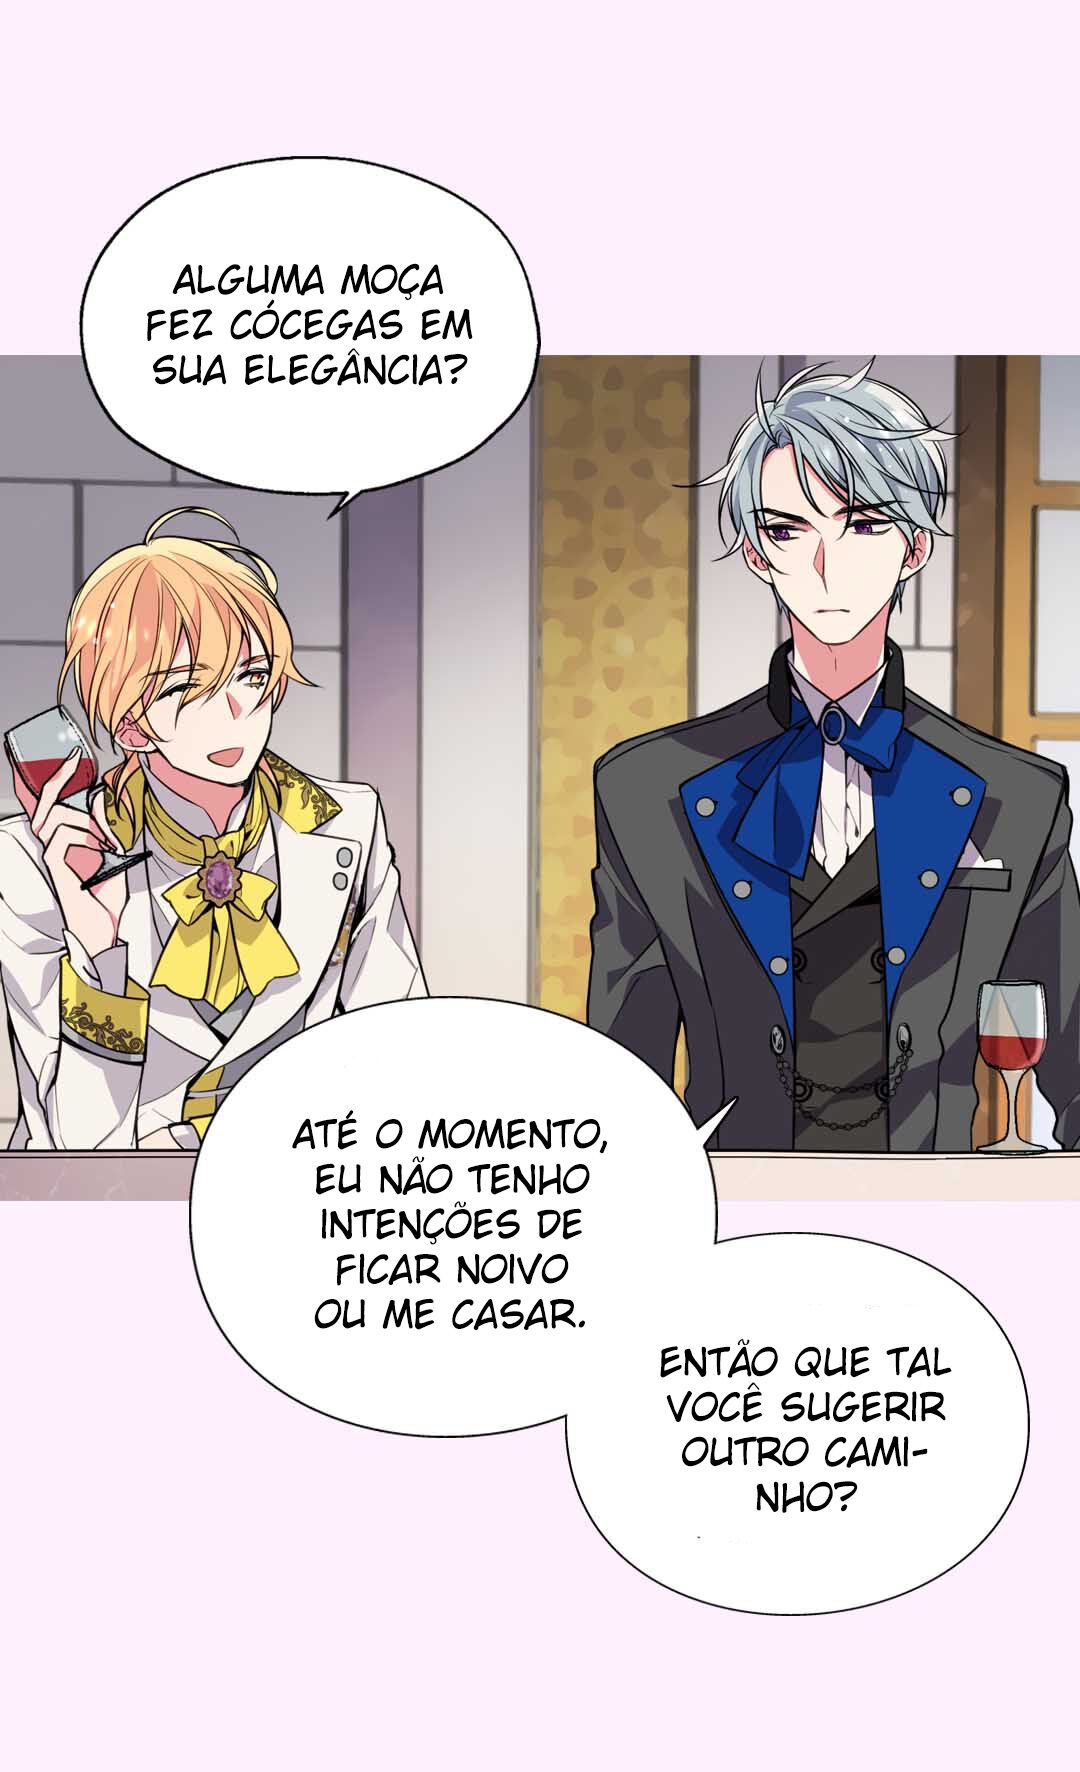 ALGUMA MOÇA
FEZ CÓCEGAS EM
SUA ELEGÂNCIA?
ATÉ O MOMENTO,
EU NÃO TENHO
INTENÇÕES DE
FICAR NOIVO
OU ME CASAR.
ENTÃO QUE TAL
VOCÊ SUGERIR
OUTRO CAMI-
NHO?